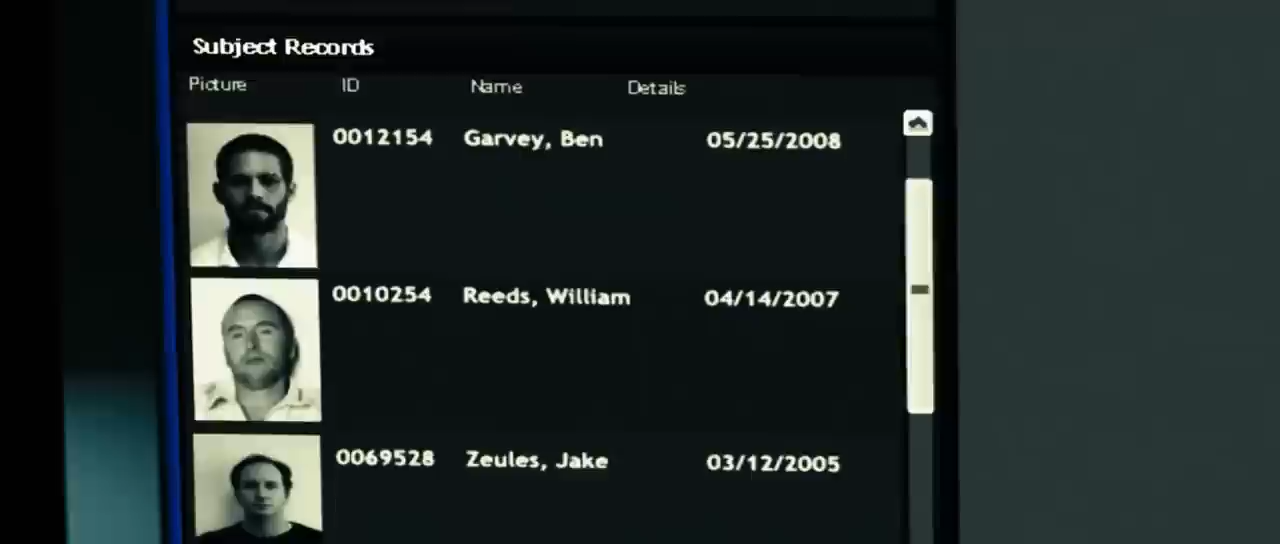 Subject Records
Picture ID Name Details
0012154 Garvey, Ben 05/25/2008
0010254 Reeds, William 04/14/2007
0069528 Zeules, Jake 03/12/2005